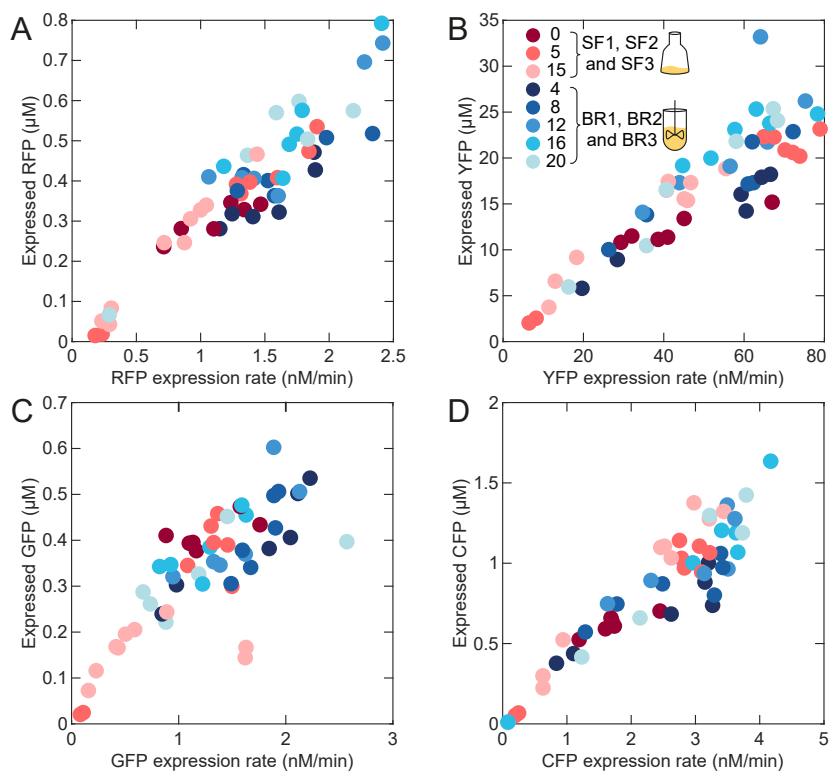 A
Expressed RFP (μM)
0.8
0.7
0.6
0.5
0.4
0.3
0.2
0.1
0
0 0.5 1 1.5 2 2.5
RFP expression rate (nM/min)
B
Expressed YFP (μM)
35
30
25
20
15
10
5
0
0 20 40 60 80
YFP expression rate (nM/min)
0
5
15
SF1, SF2
and SF3
4
8
12
16
20
BR1, BR2
and BR3
C
Expressed GFP (μM)
0.7
0.6
0.5
0.4
0.3
0.2
0.1
0
0 1 2 3
GFP expression rate (nM/min)
D
Expressed CFP (μM)
2
1.5
1
0.5
0
0 1 2 3 4 5
CFP expression rate (nM/min)